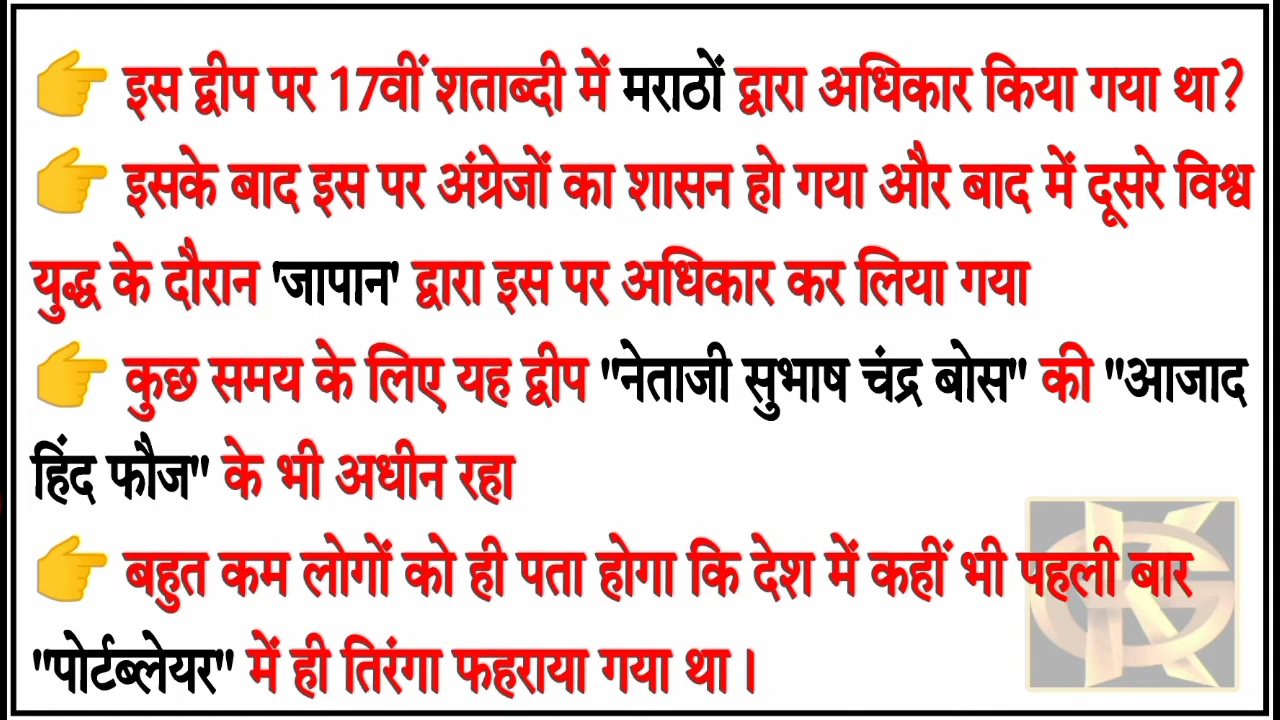 👉 इस द्वीप पर 17वीं शताब्दी में मराठों द्वारा अधिकार किया गया था?
👉 इसके बाद इस पर अंग्रेजों का शासन हो गया और बाद में दूसरे विश्व
युद्ध के दौरान 'जापान' द्वारा इस पर अधिकार कर लिया गया
👉 कुछ समय के लिए यह द्वीप "नेताजी सुभाष चंद्र बोस" की "आजाद
हिंद फौज" के भी अधीन रहा
👉 बहुत कम लोगों को ही पता होगा कि देश में कहीं भी पहली बार
"पोर्टब्लेयर" में ही तिरंगा फहराया गया था।